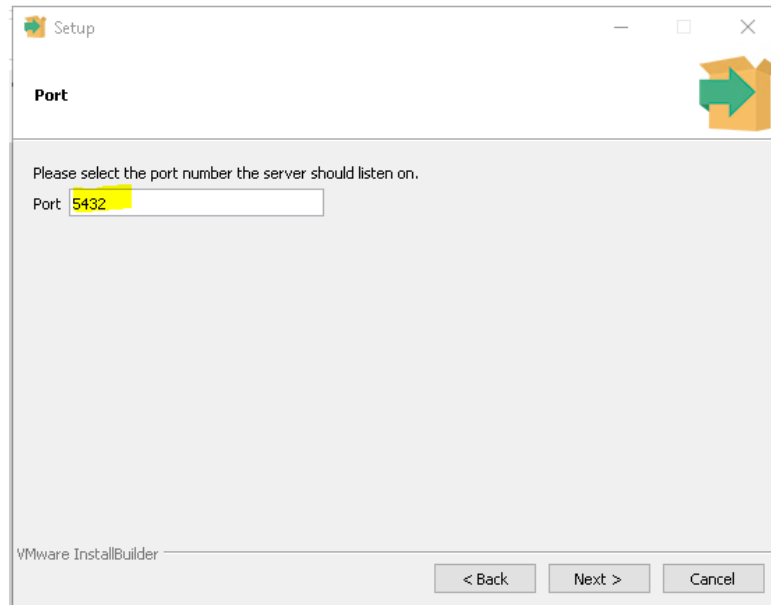 Setup
Port
Please select the port number the server should listen on.
Port 5432
VMware InstallBuilder
< Back Next > Cancel